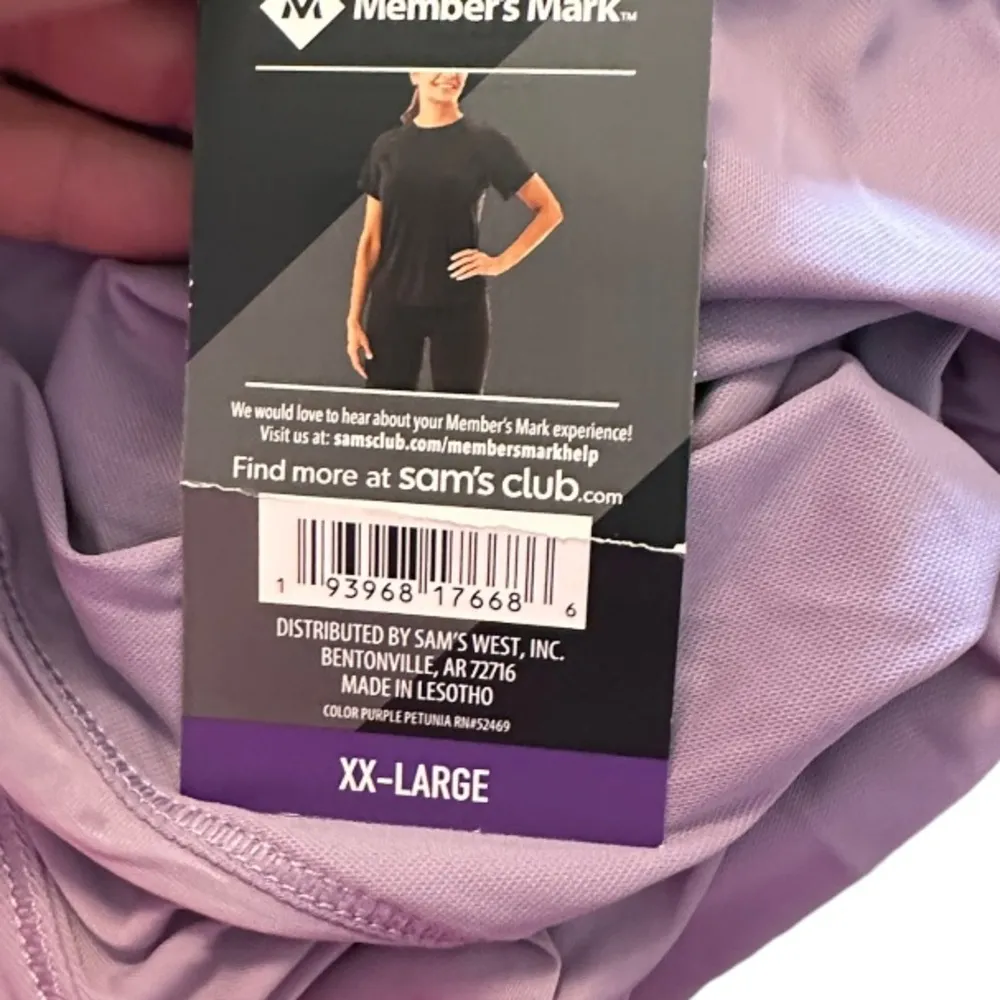 M Member's Mark™
We would love to hear about your Member's Mark experience!
Visit us at: samsclub.com/membersmarkhelp
Find more at sam's club.com
1 93968 17668 6
DISTRIBUTED BY SAM'S WEST, INC.
BENTONVILLE, AR 72716
MADE IN LESOTHO
COLOR PURPLE PETUNIA RN#52469
XX-LARGE